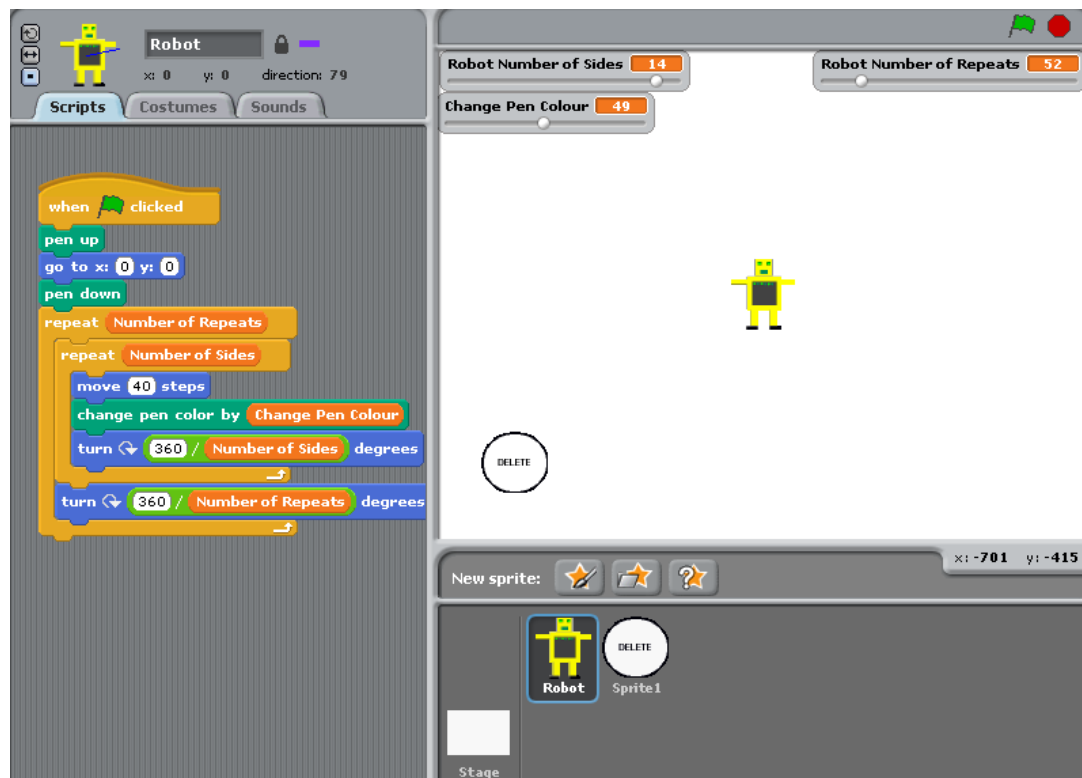 Robot
x: 0 y: 0 direction: 79
Scripts Costumes Sounds
when clicked
pen up
go to x: 0 y: 0
pen down
repeat Number of Repeats
repeat Number of Sides
move 40 steps
change pen color by Change Pen Colour
turn 360 / Number of Sides degrees
turn 360 / Number of Repeats degrees
Robot Number of Sides 14
Robot Number of Repeats 52
Change Pen Colour 49
DELETE
x: -701 y: -415
New sprite:
DELETE
Robot Sprite1
Stage